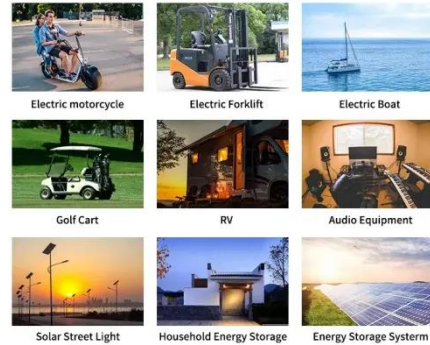 Electric motorcycle
Electric Forklift
Electric Boat
Golf Cart
RV
Audio Equipment
Solar Street Light
Household Energy Storage
Energy Storage Systerm